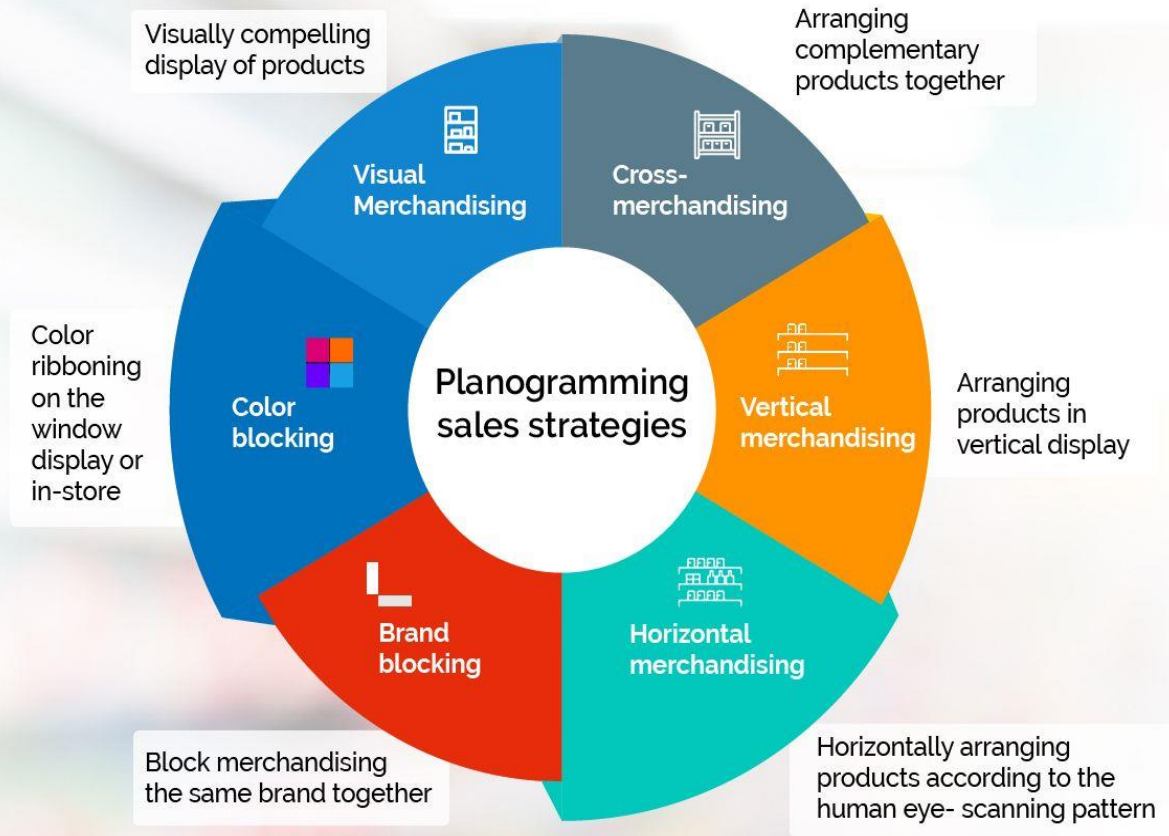 Visually compelling
display of products
Arranging
complementary
products together
Visual
Merchandising
Cross-
merchandising
Color
ribboning
on the
window
display or
in-store
Color
blocking
Planogramming
sales strategies
Vertical
merchandising
Arranging
products in
vertical display
Brand
blocking
Horizontal
merchandising
Block merchandising
the same brand together
Horizontally arranging
products according to the
human eye- scanning pattern